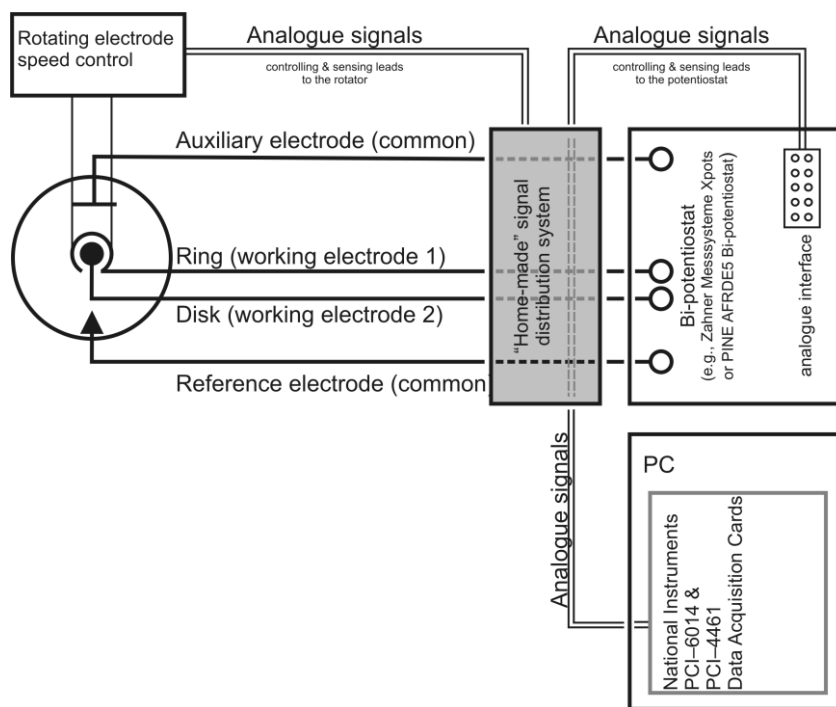 Rotating electrode
speed control
Analogue signals
controlling & sensing leads
to the rotator
Analogue signals
controlling & sensing leads
to the potentiostat
Auxiliary electrode (common)
Ring (working electrode 1)
Disk (working electrode 2)
Reference electrode (common)
"Home-made" signal
distribution system
Bi-potentiostat
(e.g., Zahner Messsysteme Xpots
or PINE AFRDE5 Bi-potentiostat)
analogue interface
Analogue signals
PC
National Instruments
PCI–6014 &
PCI–4461
Data Acquisition Cards